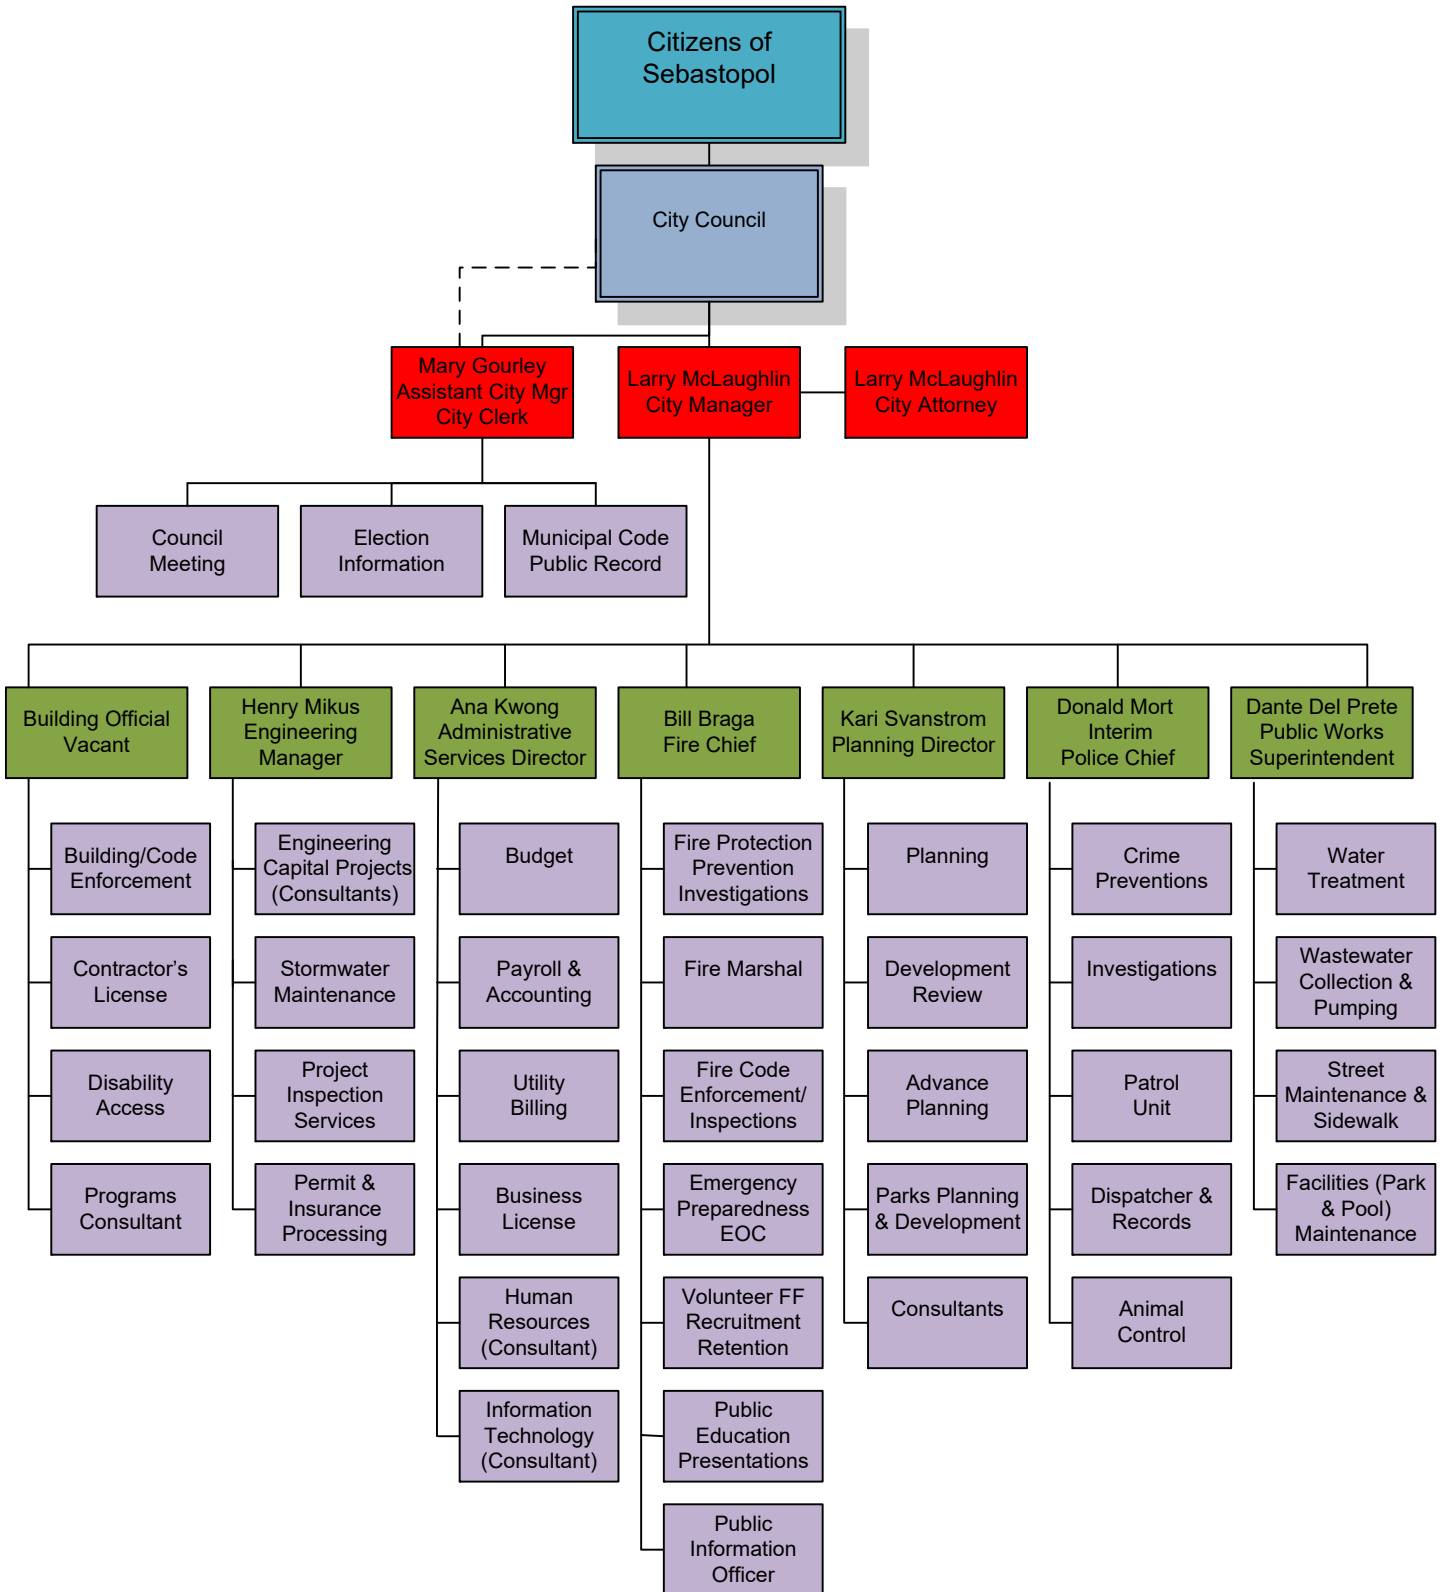 Citizens of
Sebastopol
City Council
Mary Gourley
Assistant City Mgr
City Clerk
Larry McLaughlin
City Manager
Larry McLaughlin
City Attorney
Council
Meeting
Election
Information
Municipal Code
Public Record
Building Official
Vacant
Henry Mikus
Engineering
Manager
Ana Kwong
Administrative
Services Director
Bill Braga
Fire Chief
Kari Svanstrom
Planning Director
Donald Mort
Interim
Police Chief
Dante Del Prete
Public Works
Superintendent
Building/Code
Enforcement
Contractor’s
License
Disability
Access
Programs
Consultant
Engineering
Capital Projects
(Consultants)
Stormwater
Maintenance
Project
Inspection
Services
Permit &
Insurance
Processing
Budget
Payroll &
Accounting
Utility
Billing
Business
License
Human
Resources
(Consultant)
Information
Technology
(Consultant)
Fire Protection
Prevention
Investigations
Fire Marshal
Fire Code
Enforcement/
Inspections
Emergency
Preparedness
EOC
Volunteer FF
Recruitment
Retention
Public
Education
Presentations
Public
Information
Officer
Planning
Development
Review
Advance
Planning
Parks Planning
& Development
Consultants
Crime
Preventions
Investigations
Patrol
Unit
Dispatcher &
Records
Animal
Control
Water
Treatment
Wastewater
Collection &
Pumping
Street
Maintenance &
Sidewalk
Facilities (Park
& Pool)
Maintenance